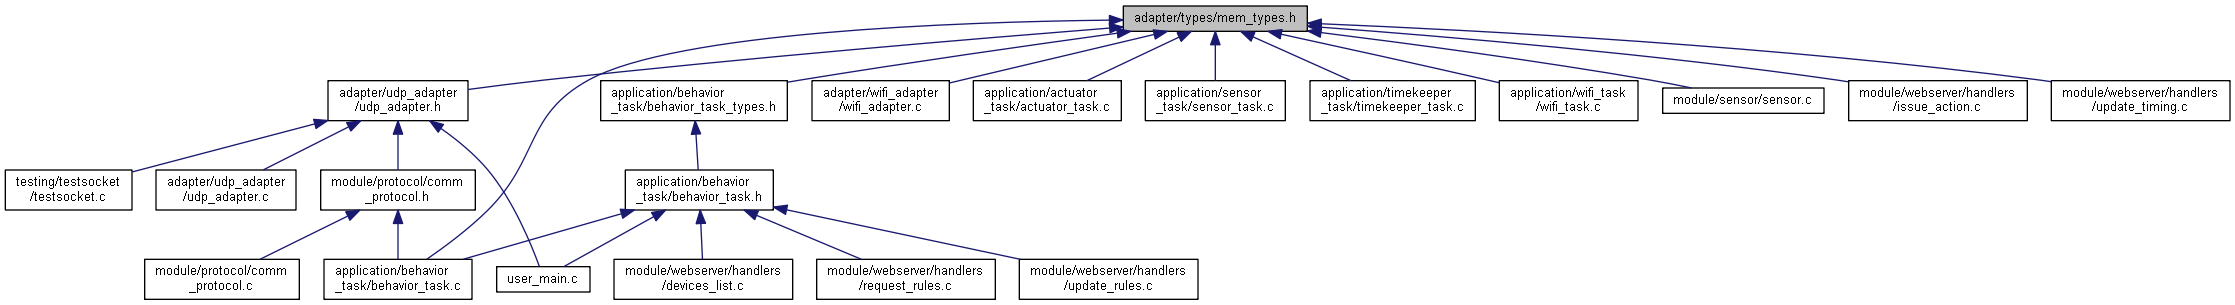 adapter/types/mem_types.h
adapter/udp_adapter
/udp_adapter.h
application/behavior
_task/behavior_task_types.h
adapter/wifi_adapter
/wifi_adapter.c
application/actuator
_task/actuator_task.c
application/sensor
_task/sensor_task.c
application/timekeeper
_task/timekeeper_task.c
application/wifi_task
/wifi_task.c
module/sensor/sensor.c
module/webserver/handlers
/issue_action.c
module/webserver/handlers
/update_timing.c
testing/testsocket
/testsocket.c
adapter/udp_adapter
/udp_adapter.c
module/protocol/comm
_protocol.h
application/behavior
_task/behavior_task.h
module/protocol/comm
_protocol.c
application/behavior
_task/behavior_task.c
user_main.c
module/webserver/handlers
/devices_list.c
module/webserver/handlers
/request_rules.c
module/webserver/handlers
/update_rules.c